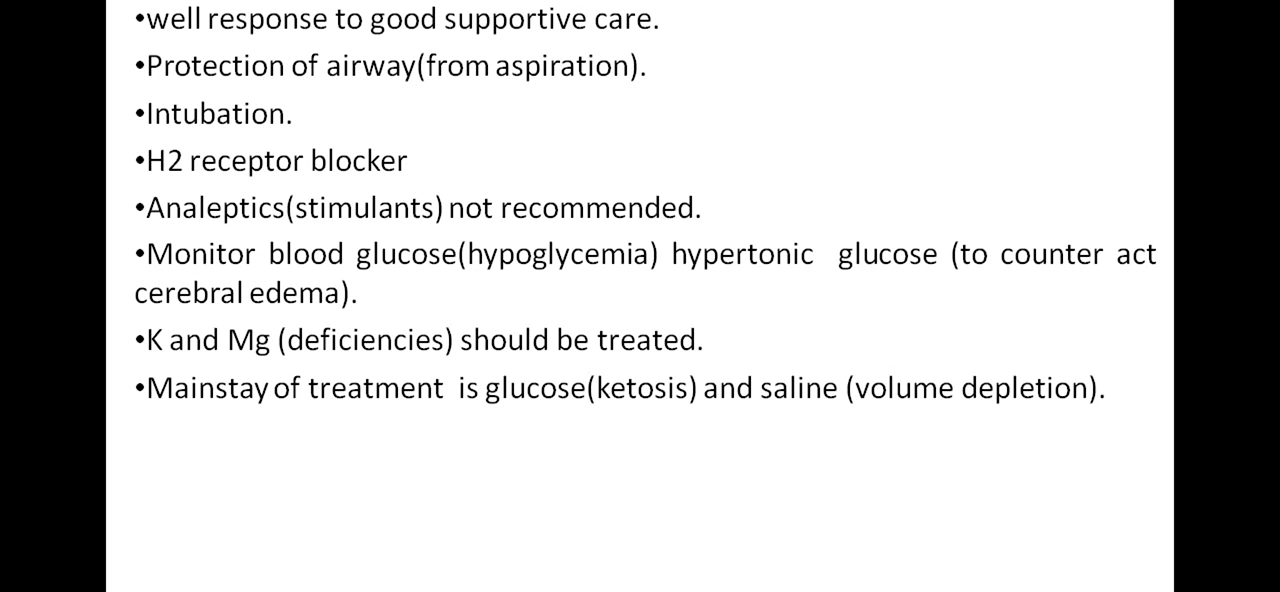 •well response to good supportive care.
•Protection of airway(from aspiration).
•Intubation.
•H2 receptor blocker
•Analeptics(stimulants) not recommended.
•Monitor blood glucose(hypoglycemia) hypertonic glucose (to counter act
cerebral edema).
•K and Mg (deficiencies) should be treated.
•Mainstay of treatment is glucose(ketosis) and saline (volume depletion).